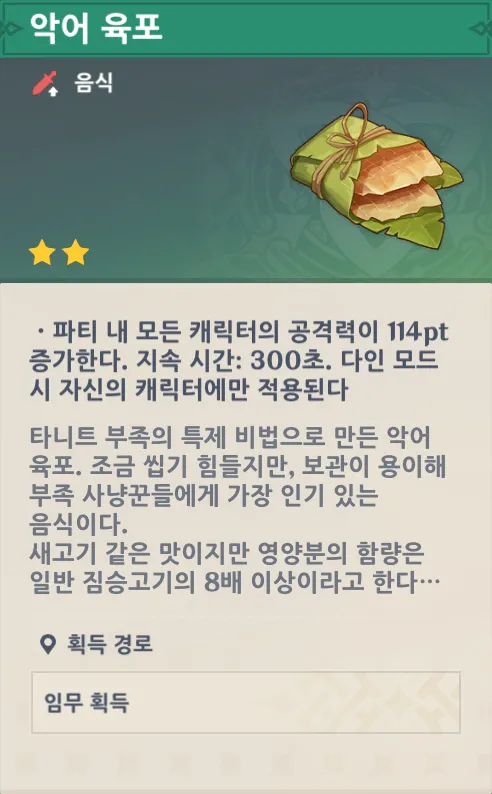 악어 육포
음식
· 파티 내 모든 캐릭터의 공격력이 114pt
증가한다. 지속 시간: 300초. 다인 모드
시 자신의 캐릭터에만 적용된다
타니트 부족의 특제 비법으로 만든 악어
육포. 조금 씹기 힘들지만, 보관이 용이해
부족 사냥꾼들에게 가장 인기 있는
음식이다.
새고기 같은 맛이지만 영양분의 함량은
일반 짐승고기의 8배 이상이라고 한다…
획득 경로
임무 획득